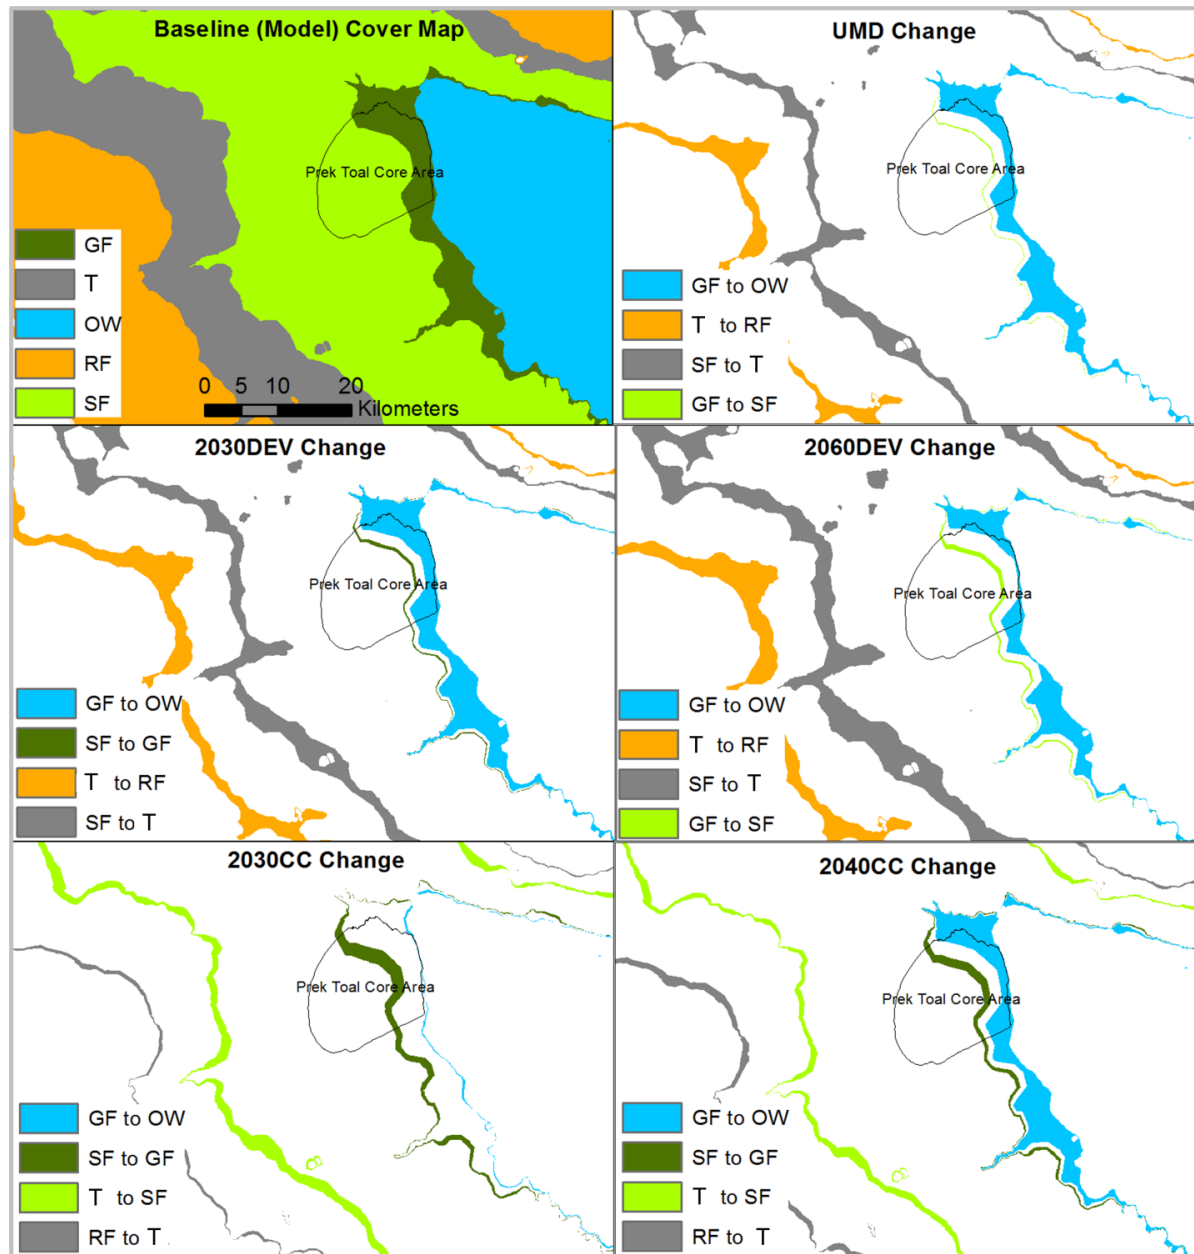 Baseline (Model) Cover Map
Prek Toal Core Area
GF
T
OW
RF
SF
0 5 10 20
Kilometers
UMD Change
Prek Toal Core Area
GF to OW
T to RF
SF to T
GF to SF
2030DEV Change
Prek Toal Core Area
GF to OW
SF to GF
T to RF
SF to T
2060DEV Change
Prek Toal Core Area
GF to OW
T to RF
SF to T
GF to SF
2030CC Change
Prek Toal Core Area
GF to OW
SF to GF
T to SF
RF to T
2040CC Change
Prek Toal Core Area
GF to OW
SF to GF
T to SF
RF to T